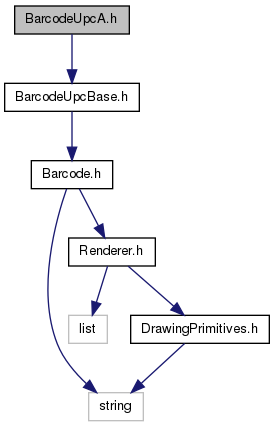 BarcodeUpcA.h
BarcodeUpcBase.h
Barcode.h
Renderer.h
list
DrawingPrimitives.h
string